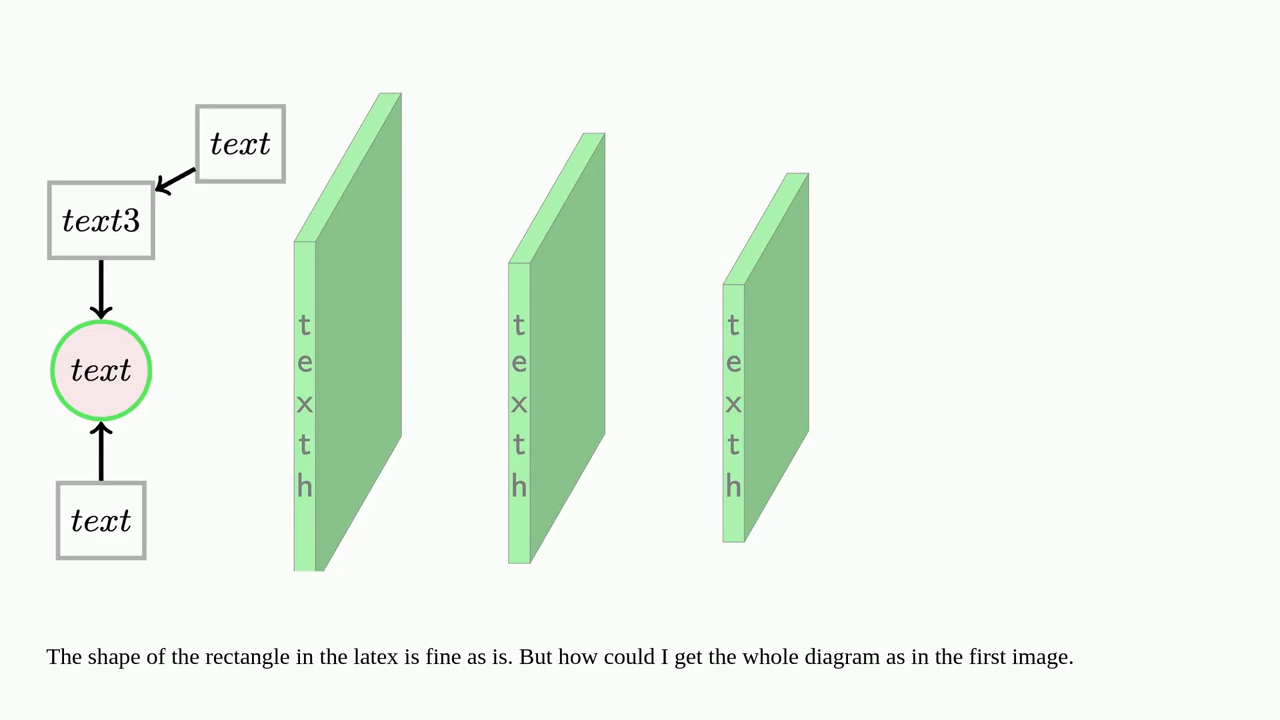 text
text3
text
text
t
e
x
t
h
t
e
x
t
h
t
e
x
t
h
The shape of the rectangle in the latex is fine as is. But how could I get the whole diagram as in the first image.